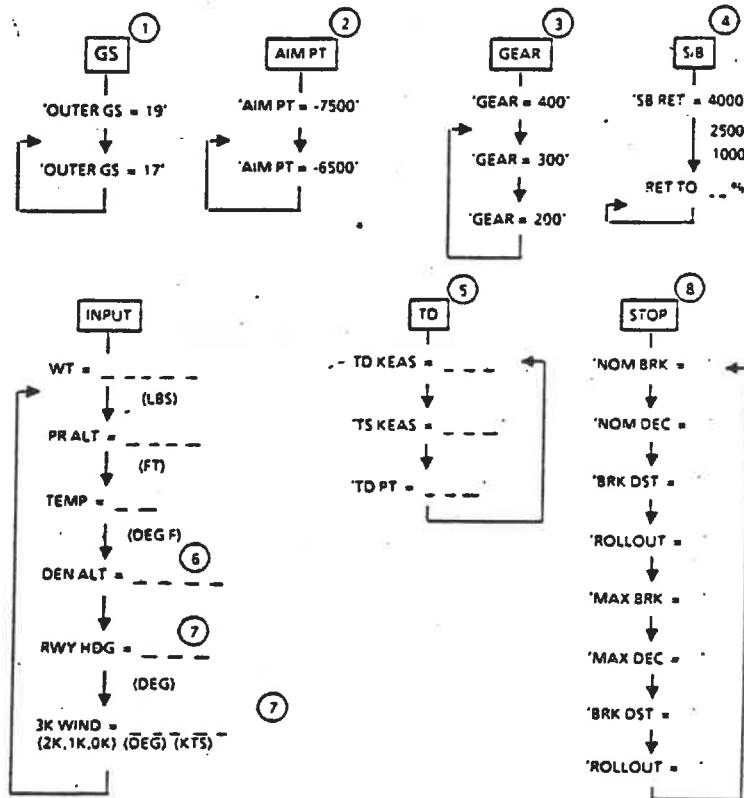 1
GS
'OUTER GS = 19'
'OUTER GS = 17'
2
AIM PT
'AIM PT = -7500'
'AIM PT = -6500'
3
GEAR
'GEAR = 400'
'GEAR = 300'
'GEAR = 200'
4
S/B
'SB RET = 4000
2500
1000
RET TO _ _ %
INPUT
WT = _ _ _ _ _ _
(LBS)
PR ALT = _ _ _ _ _
(FT)
TEMP = _ _ _
(DEG F)
6
DEN ALT = _ _ _ _ _
7
RWY HDG = _ _ _
(DEG)
7
3K WIND = _ _ _ _ _ _
(2K,1K,0K) (DEG) (KTS)
5
TD
TD KEAS = _ _ _
'TS KEAS = _ _ _
'TD PT = _ _ _ _
8
STOP
'NOM BRK =
'NOM DEC =
'BRK DST =
'ROLLOUT =
'MAX BRK =
'MAX DEC =
'BRK DST =
'ROLLOUT =